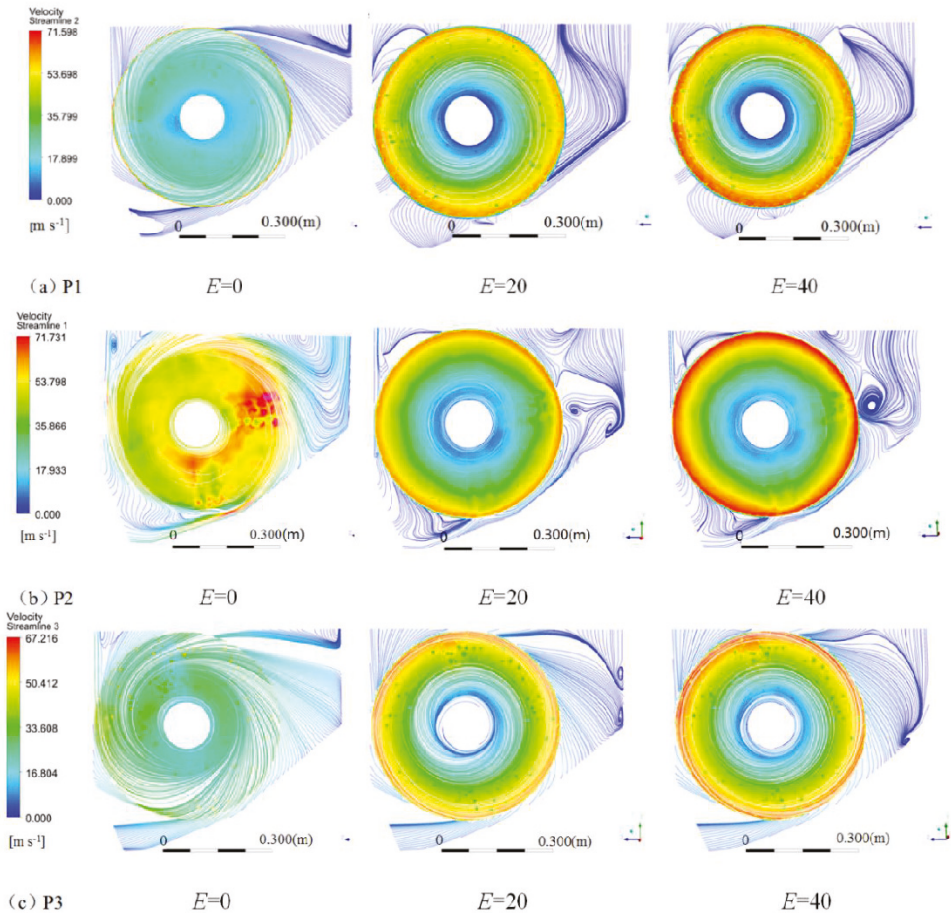 Velocity
Streamline 2
71.598
53.698
35.799
17.899
0.000
[m s⁻¹]
0 0.300(m)
0 0.300(m)
0 0.300(m)
（a）P1 E=0 E=20 E=40
Velocity
Streamline 1
71.731
53.798
35.866
17.933
0.000
[m s⁻¹]
0 0.300(m)
0 0.300(m)
0 0.300(m)
（b）P2 E=0 E=20 E=40
Velocity
Streamline 3
67.216
50.412
33.608
16.804
0.000
[m s⁻¹]
0 0.300(m)
0 0.300(m)
0 0.300(m)
（c）P3 E=0 E=20 E=40